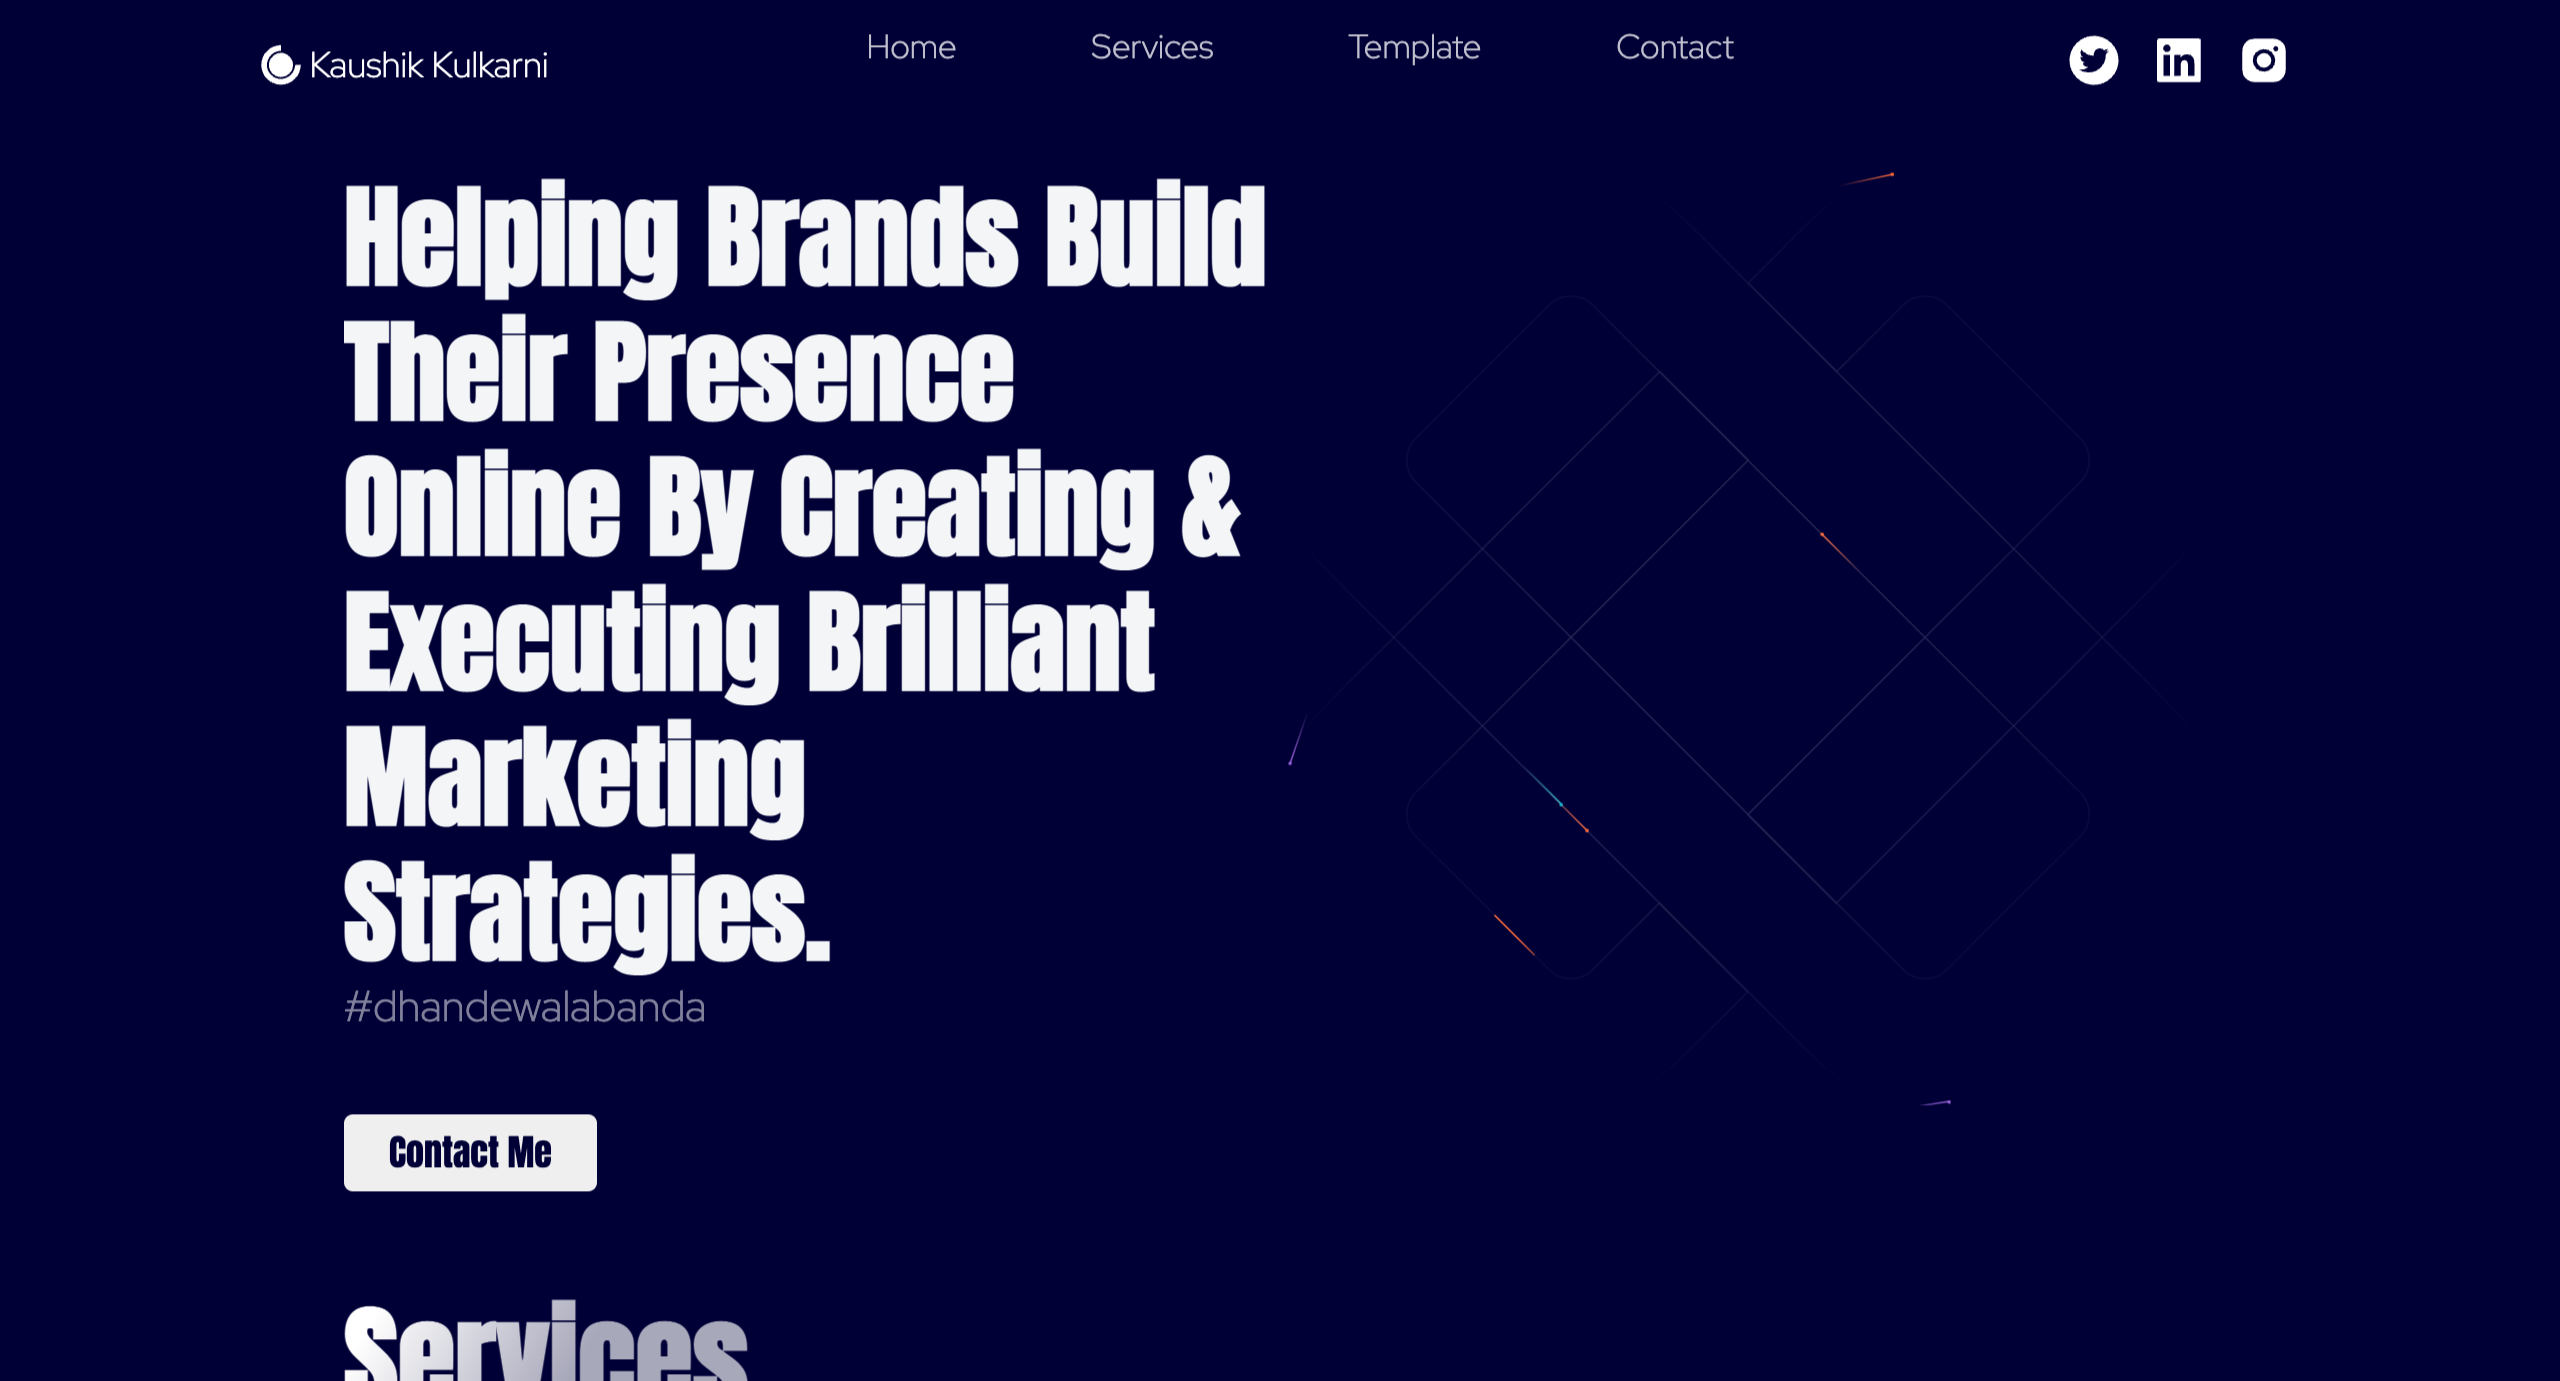 Kaushik Kulkarni
Home
Services
Template
Contact
Helping Brands Build
Their Presence
Online By Creating &
Executing Brilliant
Marketing
Strategies.
#dhandewalabanda
Contact Me
Services